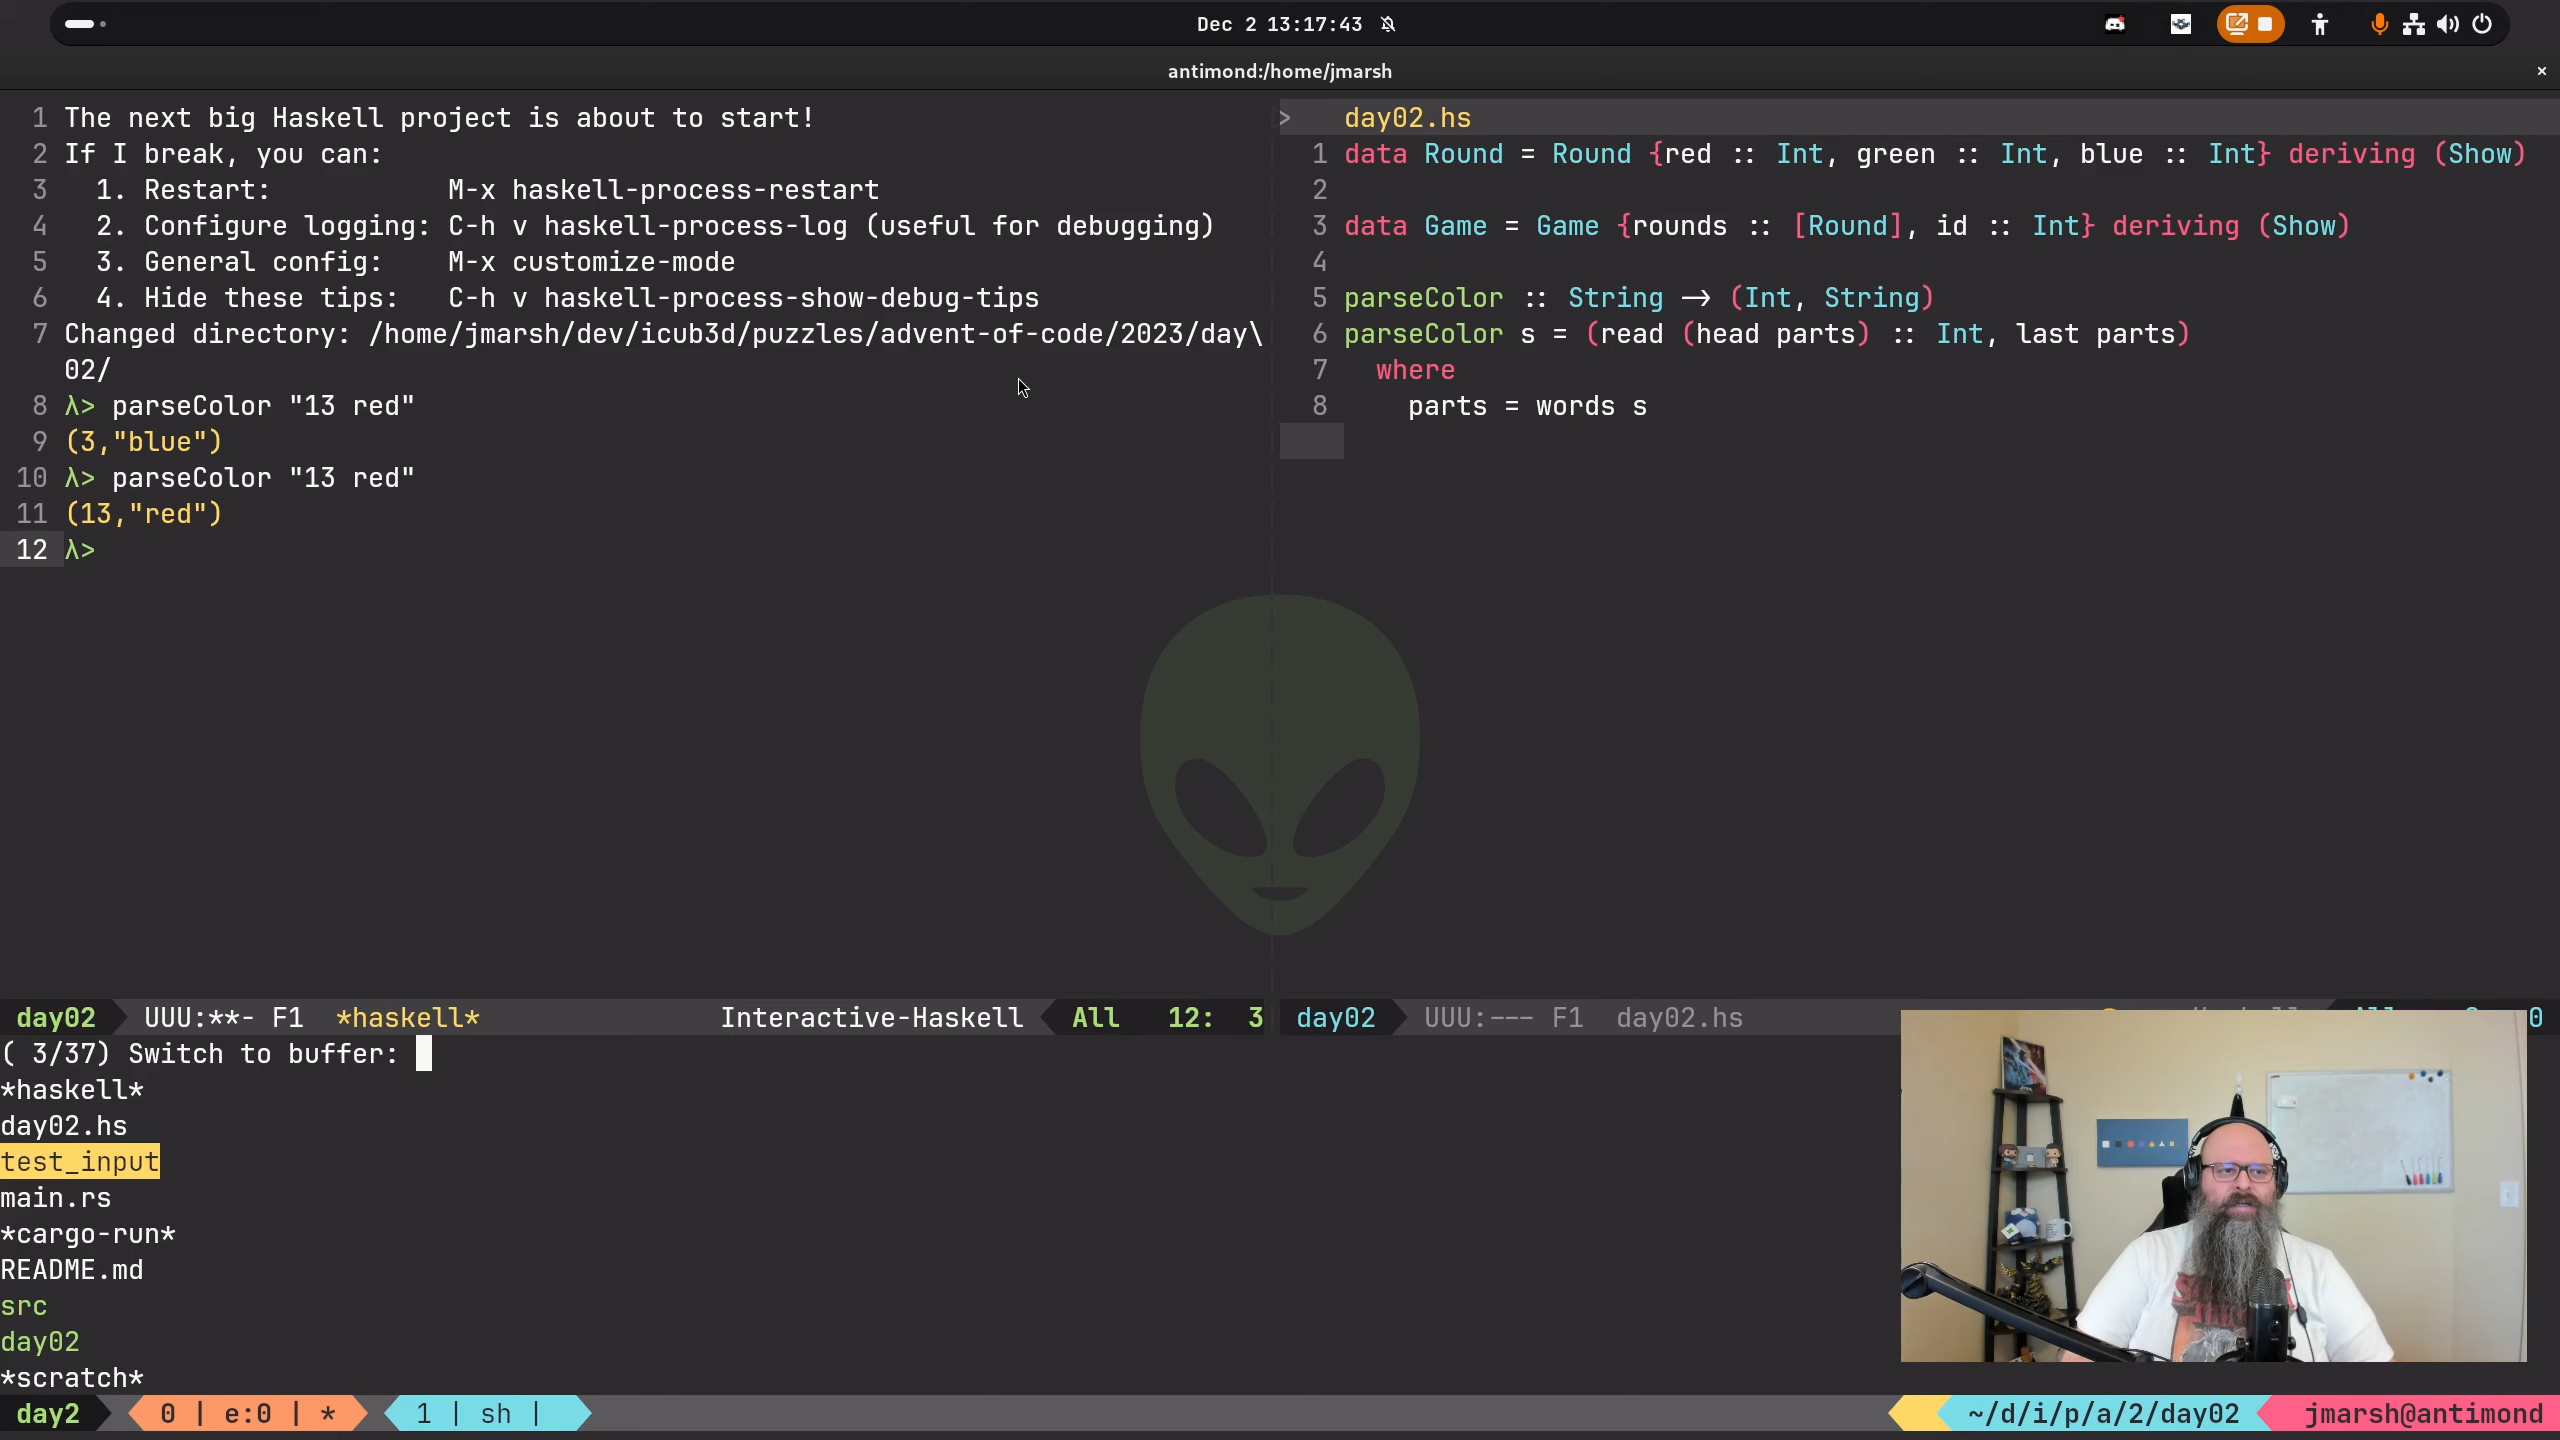 Dec 2 13:17:43
antimond:/home/jmarsh
1 The next big Haskell project is about to start!
2 If I break, you can:
3   1. Restart:           M-x haskell-process-restart
4   2. Configure logging: C-h v haskell-process-log (useful for debugging)
5   3. General config:    M-x customize-mode
6   4. Hide these tips:   C-h v haskell-process-show-debug-tips
7 Changed directory: /home/jmarsh/dev/icub3d/puzzles/advent-of-code/2023/day\
02/
8 λ> parseColor "13 red"
9 (3,"blue")
10 λ> parseColor "13 red"
11 (13,"red")
12 λ>
day02 UUU:**- F1 *haskell* Interactive-Haskell All 12: 3
> day02.hs
1 data Round = Round {red :: Int, green :: Int, blue :: Int} deriving (Show)
2
3 data Game = Game {rounds :: [Round], id :: Int} deriving (Show)
4
5 parseColor :: String -> (Int, String)
6 parseColor s = (read (head parts) :: Int, last parts)
7   where
8     parts = words s
day02 UUU:--- F1 day02.hs 0
( 3/37) Switch to buffer:
*haskell*
day02.hs
test_input
main.rs
*cargo-run*
README.md
src
day02
*scratch*
day2 0 | e:0 | * 1 | sh | ~/d/i/p/a/2/day02 jmarsh@antimond